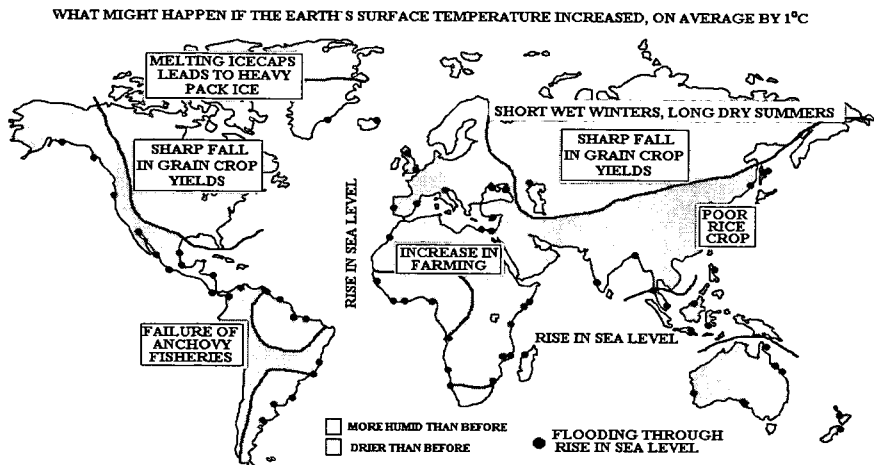 WHAT MIGHT HAPPEN IF THE EARTH'S SURFACE TEMPERATURE INCREASED, ON AVERAGE BY 1°C
MELTING ICECAPS
LEADS TO HEAVY
PACK ICE
SHORT WET WINTERS, LONG DRY SUMMERS
SHARP FALL
IN GRAIN CROP
YIELDS
SHARP FALL
IN GRAIN CROP
YIELDS
RISE IN SEA LEVEL
POOR
RICE
CROP
INCREASE IN
FARMING
FAILURE OF
ANCHOVY
FISHERIES
RISE IN SEA LEVEL
MORE HUMID THAN BEFORE
DRIER THAN BEFORE
FLOODING THROUGH
RISE IN SEA LEVEL